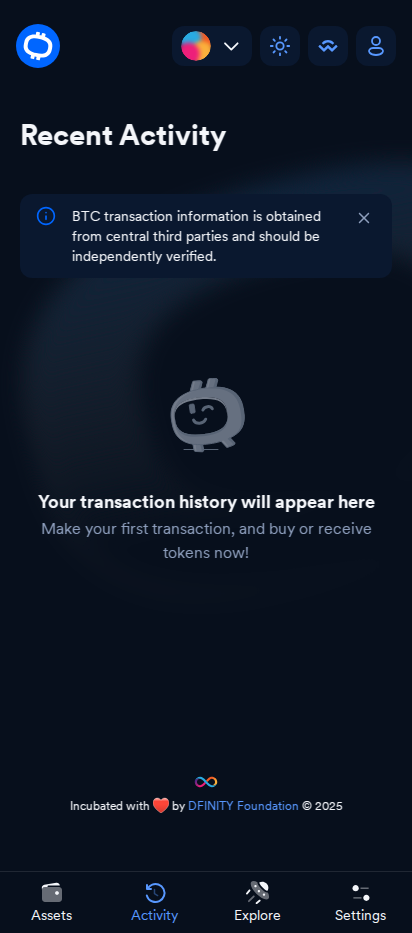 Recent Activity
BTC transaction information is obtained
from central third parties and should be
independently verified.
Your transaction history will appear here
Make your first transaction, and buy or receive
tokens now!
Incubated with ❤️ by DFINITY Foundation © 2025
Assets
Activity
Explore
Settings